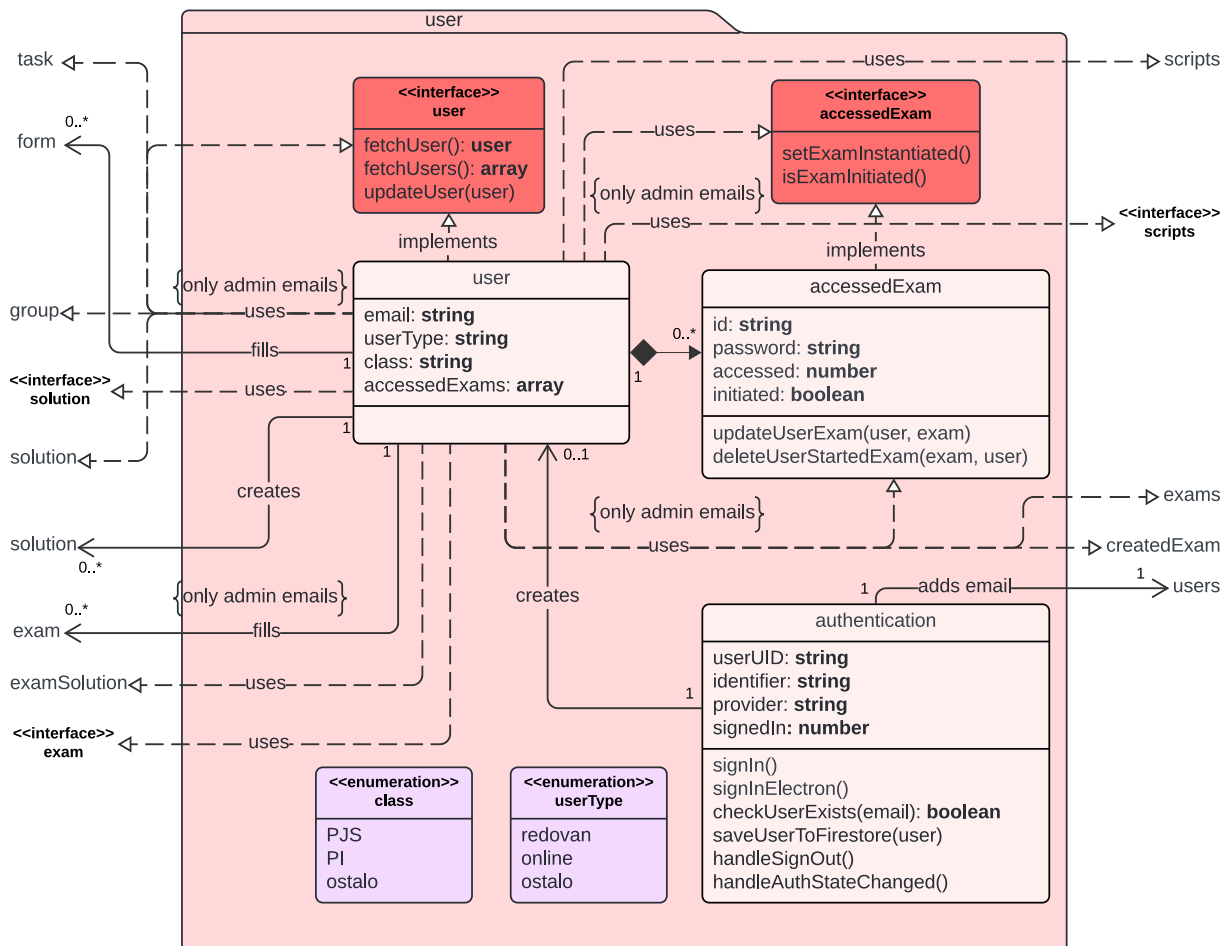 user
task
uses
scripts
<<interface>>
user
fetchUser(): user
fetchUsers(): array
updateUser(user)
<<interface>>
accessedExam
setExamInstantiated()
isExamInitiated()
0..*
form
uses
{only admin emails}
uses
<<interface>>
scripts
implements
implements
{only admin emails}
group
uses
fills
1
<<interface>>
solution
uses
user
email: string
userType: string
class: string
accessedExams: array
0..*
1
accessedExam
id: string
password: string
accessed: number
initiated: boolean
updateUserExam(user, exam)
deleteUserStartedExam(exam, user)
1
1
0..1
solution
creates
solution
0..*
{only admin emails}
uses
exams
createdExam
{only admin emails}
0..*
exam
fills
creates
1
adds email
1
users
examSolution
uses
1
<<interface>>
exam
uses
authentication
userUID: string
identifier: string
provider: string
signedIn: number
signIn()
signInElectron()
checkUserExists(email): boolean
saveUserToFirestore(user)
handleSignOut()
handleAuthStateChanged()
<<enumeration>>
class
PJS
PI
ostalo
<<enumeration>>
userType
redovan
online
ostalo